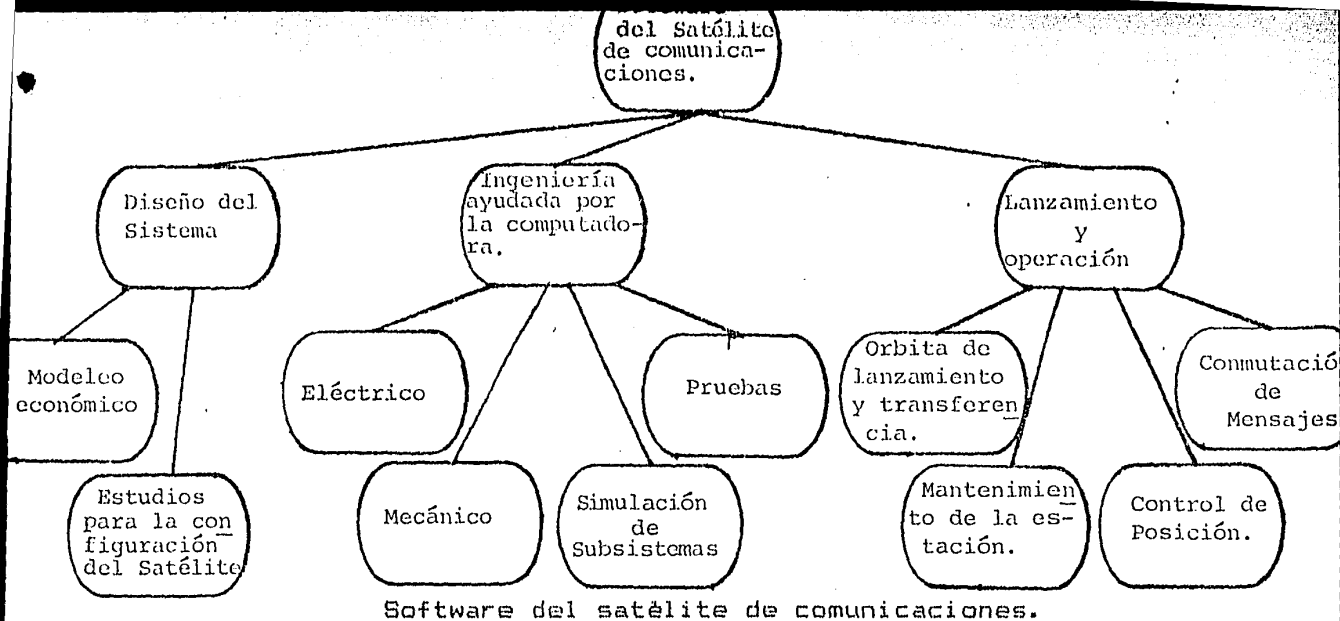 del Satélite
de comunica-
ciones.
Diseño del
Sistema
Ingeniería
ayudada por
la computado-
ra.
Lanzamiento
y
operación
Modeleo
económico
Eléctrico
Pruebas
Orbita de
lanzamiento
y transferen
cia.
Conmutació
de
Mensajes
Estudios
para la con
figuración
del Satélite
Mecánico
Simulación
de
Subsistemas
Mantenimien
to de la es-
tación.
Control de
Posición.
Software del satèlite de comunicaciones.